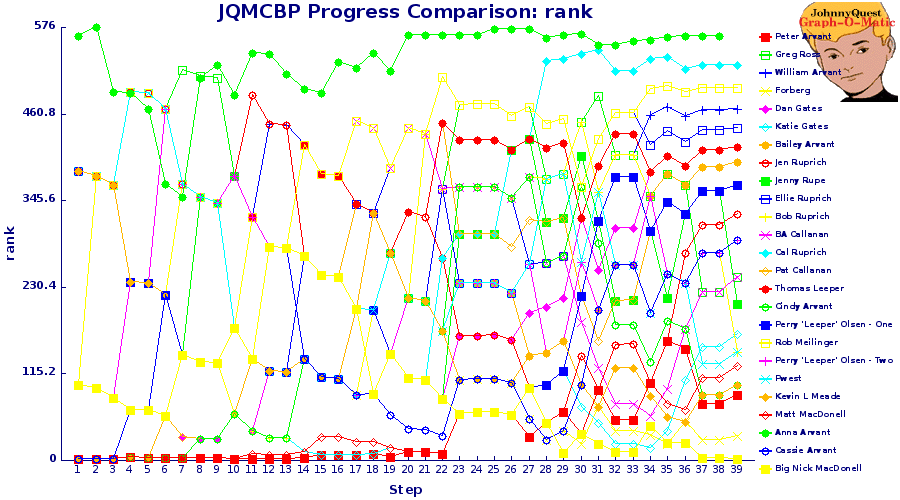 JQMCBP Progress Comparison: rank
JohnnyQuest
Graph-O-Matic
576
460.8
345.6
230.4
115.2
0
rank
1 2 3 4 5 6 7 8 9 10 11 12 13 14 15 16 17 18 19 20 21 22 23 24 25 26 27 28 29 30 31 32 33 34 35 36 37 38 39
Step
Peter Arvant
Greg Ross
William Arvant
Forberg
Dan Gates
Katie Gates
Bailey Arvant
Jen Ruprich
Jenny Rupe
Ellie Ruprich
Bob Ruprich
BA Callanan
Cal Ruprich
Pat Callanan
Thomas Leeper
Cindy Arvant
Perry 'Leeper' Olsen - One
Rob Meilinger
Perry 'Leeper' Olsen - Two
Pwest
Kevin L Meade
Matt MacDonell
Anna Arvant
Cassie Arvant
Big Nick MacDonell